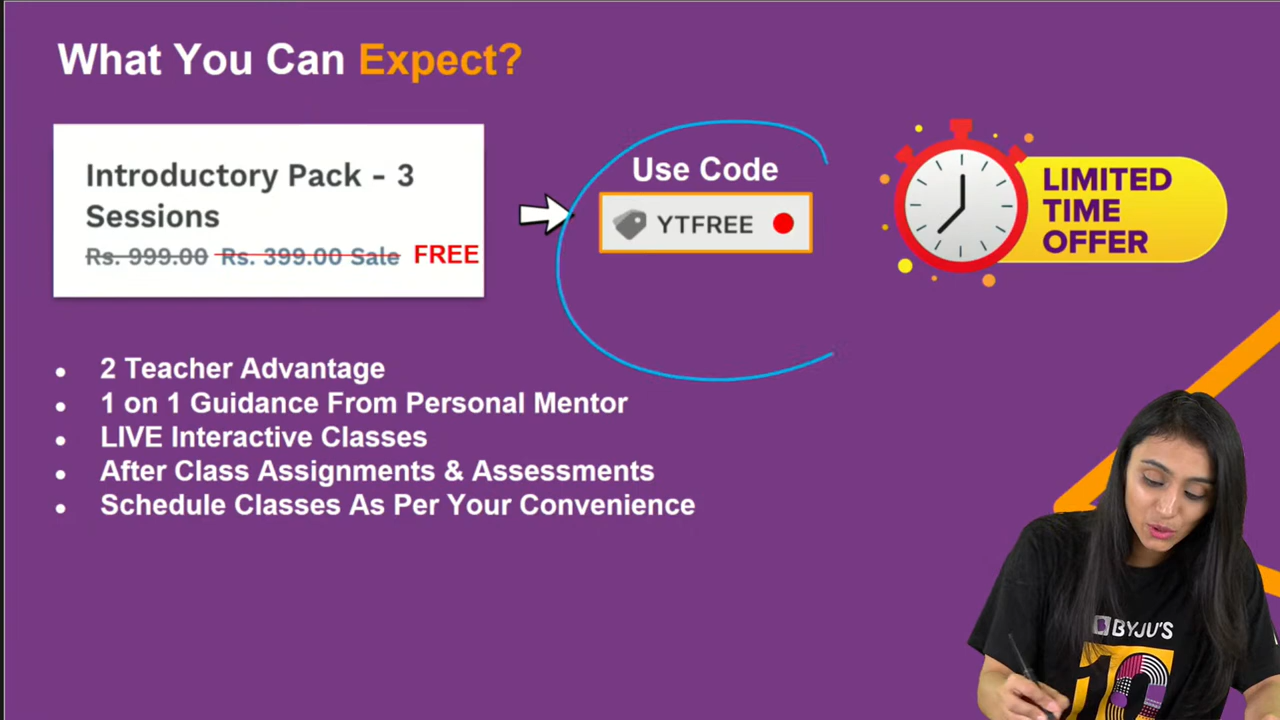 What You Can Expect?
Introductory Pack - 3
Sessions
Rs. 999.00 Rs. 399.00 Sale FREE
Use Code
YTFREE
LIMITED
TIME
OFFER
• 2 Teacher Advantage
• 1 on 1 Guidance From Personal Mentor
• LIVE Interactive Classes
• After Class Assignments & Assessments
• Schedule Classes As Per Your Convenience
BYJU'S
10